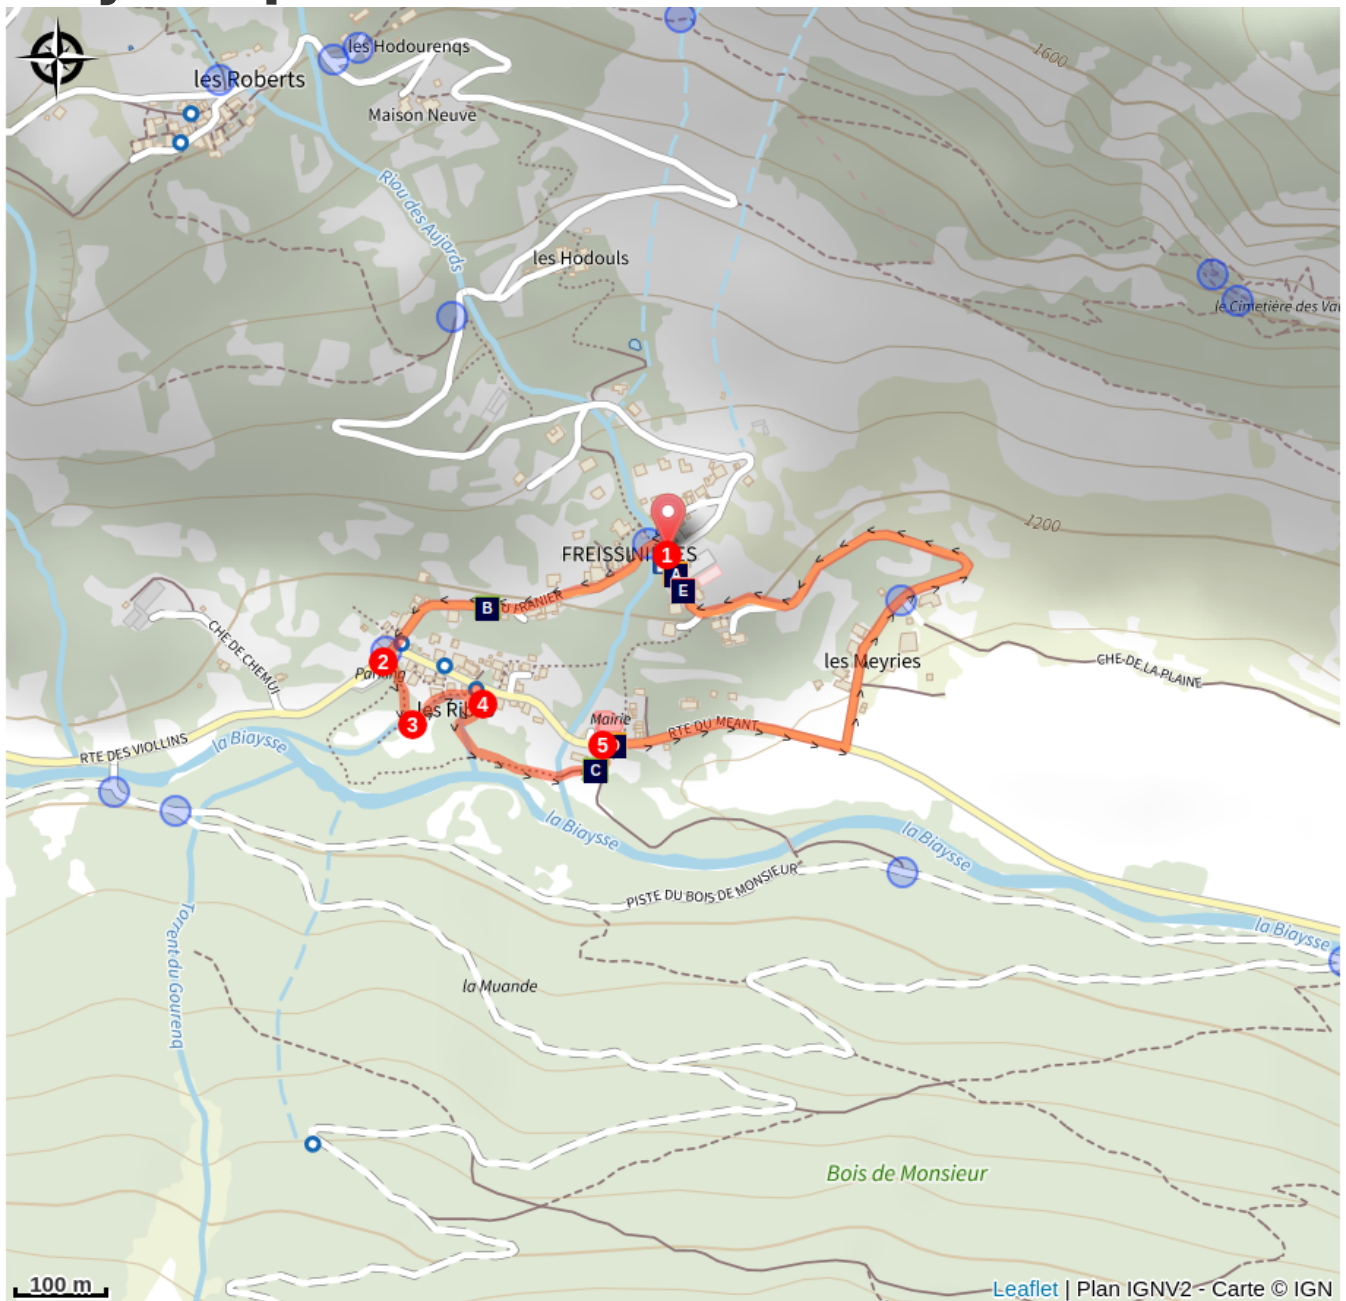 les Hodourenqs
les Roberts
Maison Neuve
1600
Riou des Aujards
les Hodouls
1200
FREISSINI
ES
1
A
E
B
U FRANIER
les Meyries
CHE DE LA PLAINE
CHE DE CHEMUI
2
Parking
les Ri
4
3
Mairie
RTE DU MEANT
5
C
RTE DES VIOLLINS
la Biaysse
la Biaysse
la Biaysse
la Biaysse
PISTE DU BOIS DE MONSIEUR
Torrent du Gourenq
la Muande
Bois de Monsieur
le Cimetière des Va
100 m
Leaflet | Plan IGNV2 - Carte © IGN